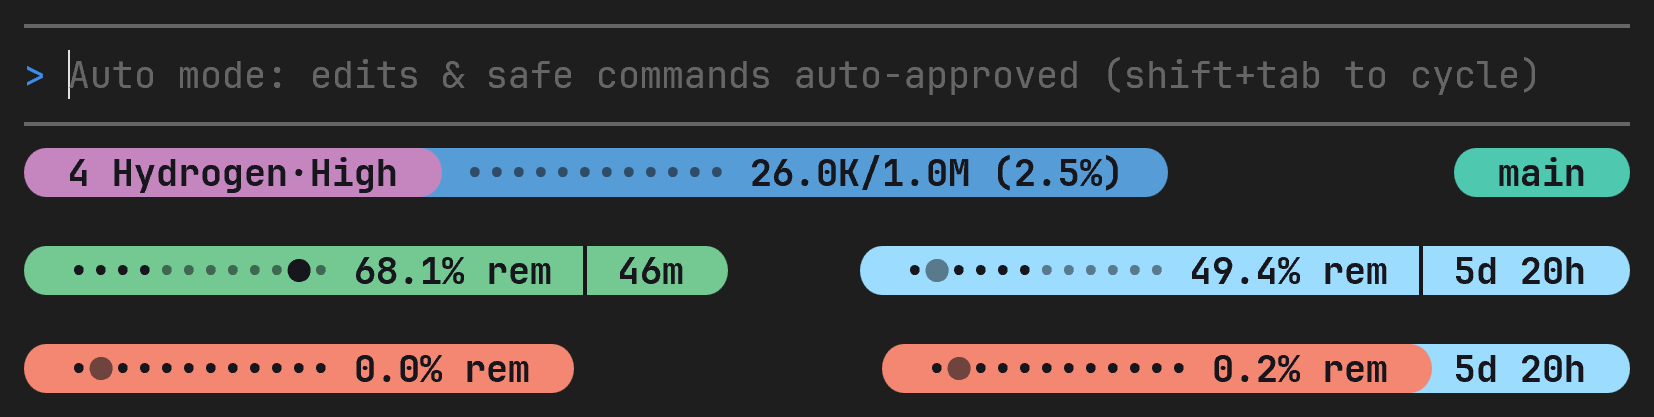 > Auto mode: edits & safe commands auto-approved (shift+tab to cycle)
4 Hydrogen·High 26.0K/1.0M (2.5%) main
68.1% rem 46m 49.4% rem 5d 20h
0.0% rem 0.2% rem 5d 20h